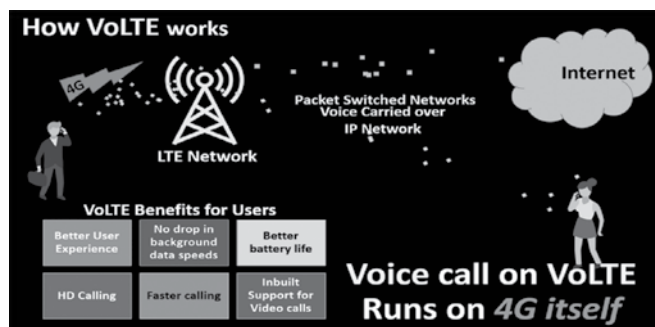 How VoLTE works
4G
Internet
Packet Switched Networks
Voice Carried over
IP Network
LTE Network
VoLTE Benefits for Users
Better User
Experience
No drop in
background
data speeds
Better
battery life
HD Calling
Faster calling
Inbuilt
Support for
Video calls
Voice call on VoLTE
Runs on 4G itself